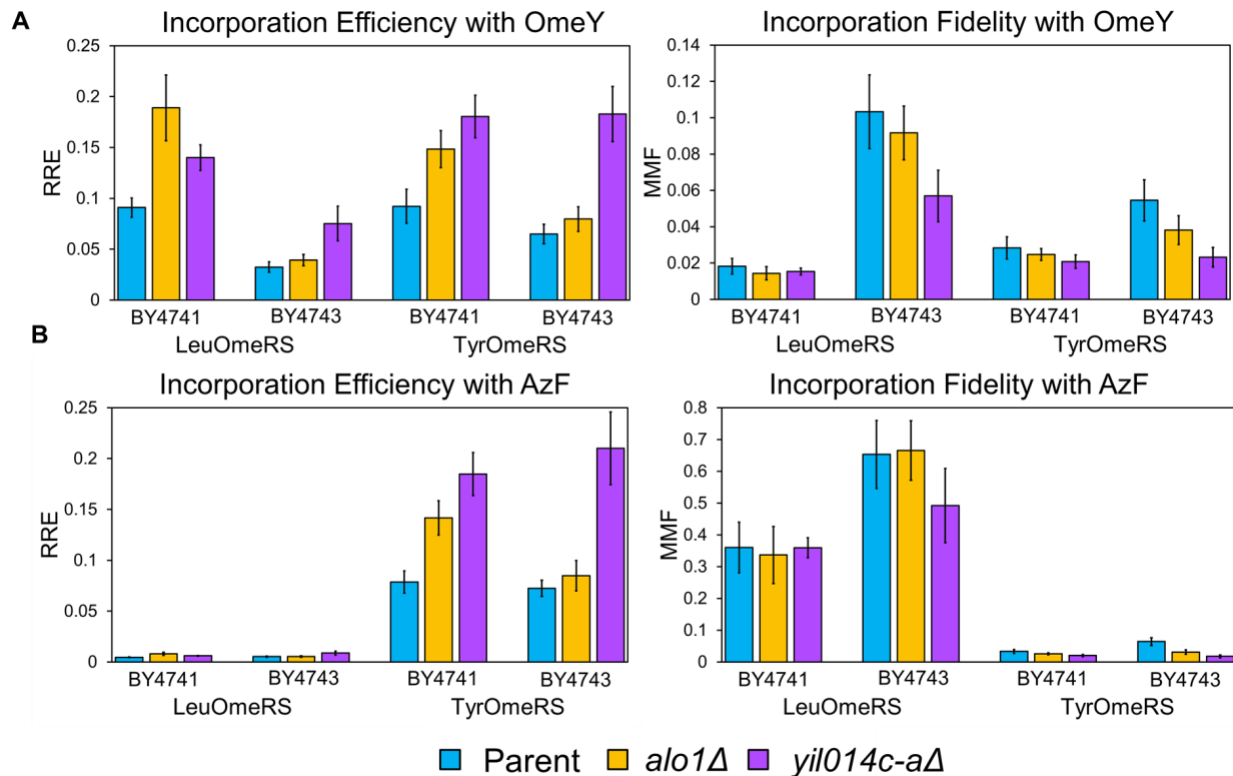 A
Incorporation Efficiency with OmeY
RRE
0.25
0.2
0.15
0.1
0.05
0
BY4741 BY4743 BY4741 BY4743
LeuOmeRS TyrOmeRS
Incorporation Fidelity with OmeY
MMF
0.14
0.12
0.1
0.08
0.06
0.04
0.02
0
BY4741 BY4743 BY4741 BY4743
LeuOmeRS TyrOmeRS
B
Incorporation Efficiency with AzF
RRE
0.25
0.2
0.15
0.1
0.05
0
BY4741 BY4743 BY4741 BY4743
LeuOmeRS TyrOmeRS
Incorporation Fidelity with AzF
MMF
0.8
0.7
0.6
0.5
0.4
0.3
0.2
0.1
0
BY4741 BY4743 BY4741 BY4743
LeuOmeRS TyrOmeRS
Parent alo1Δ yil014c-aΔ